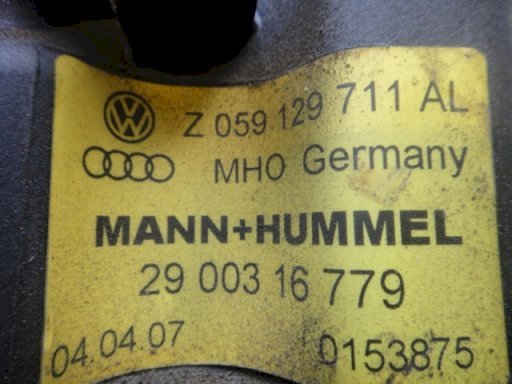 Z 059 129 711 AL
MHO Germany
MANN+HUMMEL
29 003 16 779
04.04.07 0153875